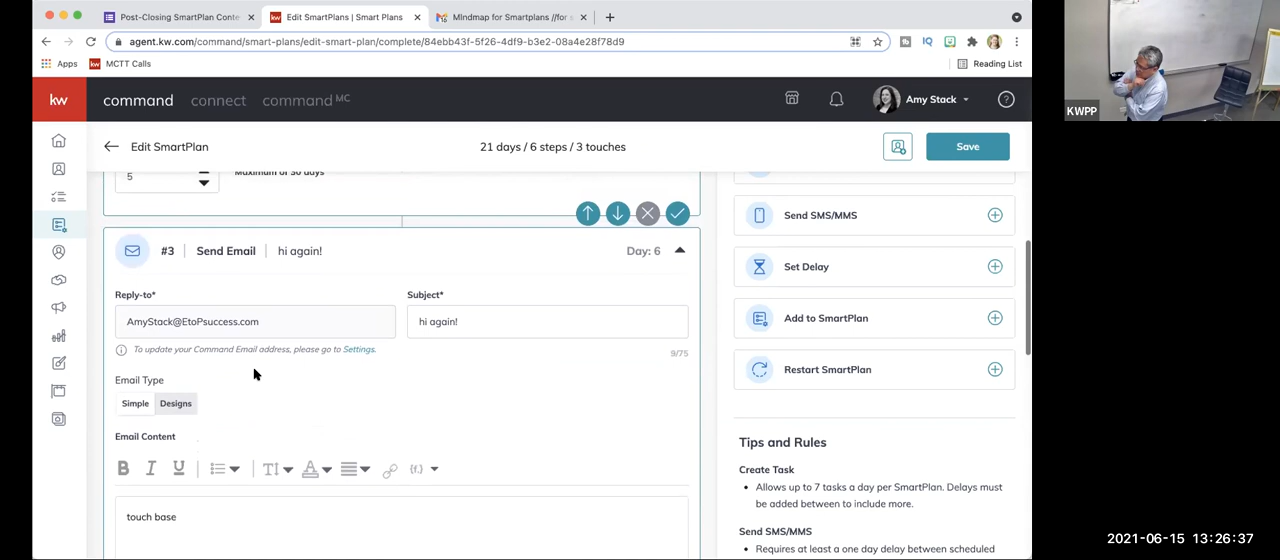 Post-Closing SmartPlan Conte
Edit SmartPlans | Smart Plans
MIndmap for Smartplans //for s
agent.kw.com/command/smart-plans/edit-smart-plan/complete/84ebb43f-5f26-4df9-b3e2-08a4e28f78d9
IQ
Apps
kw MCTT Calls
Reading List
kw
command
connect
command MC
Amy Stack
KWPP
Edit SmartPlan
21 days / 6 steps / 3 touches
Save
5
Maximum of 90 days
#3 Send Email hi again! Day: 6
Reply-to*
Subject*
AmyStack@EtoPsuccess.com
hi again!
To update your Command Email address, please go to Settings.
9/75
Email Type
Simple Designs
Email Content
B I U
touch base
Send SMS/MMS
Set Delay
Add to SmartPlan
Restart SmartPlan
Tips and Rules
Create Task
• Allows up to 7 tasks a day per SmartPlan. Delays must
be added between to include more.
Send SMS/MMS
• Requires at least a one day delay between scheduled
2021-06-15 13:26:37